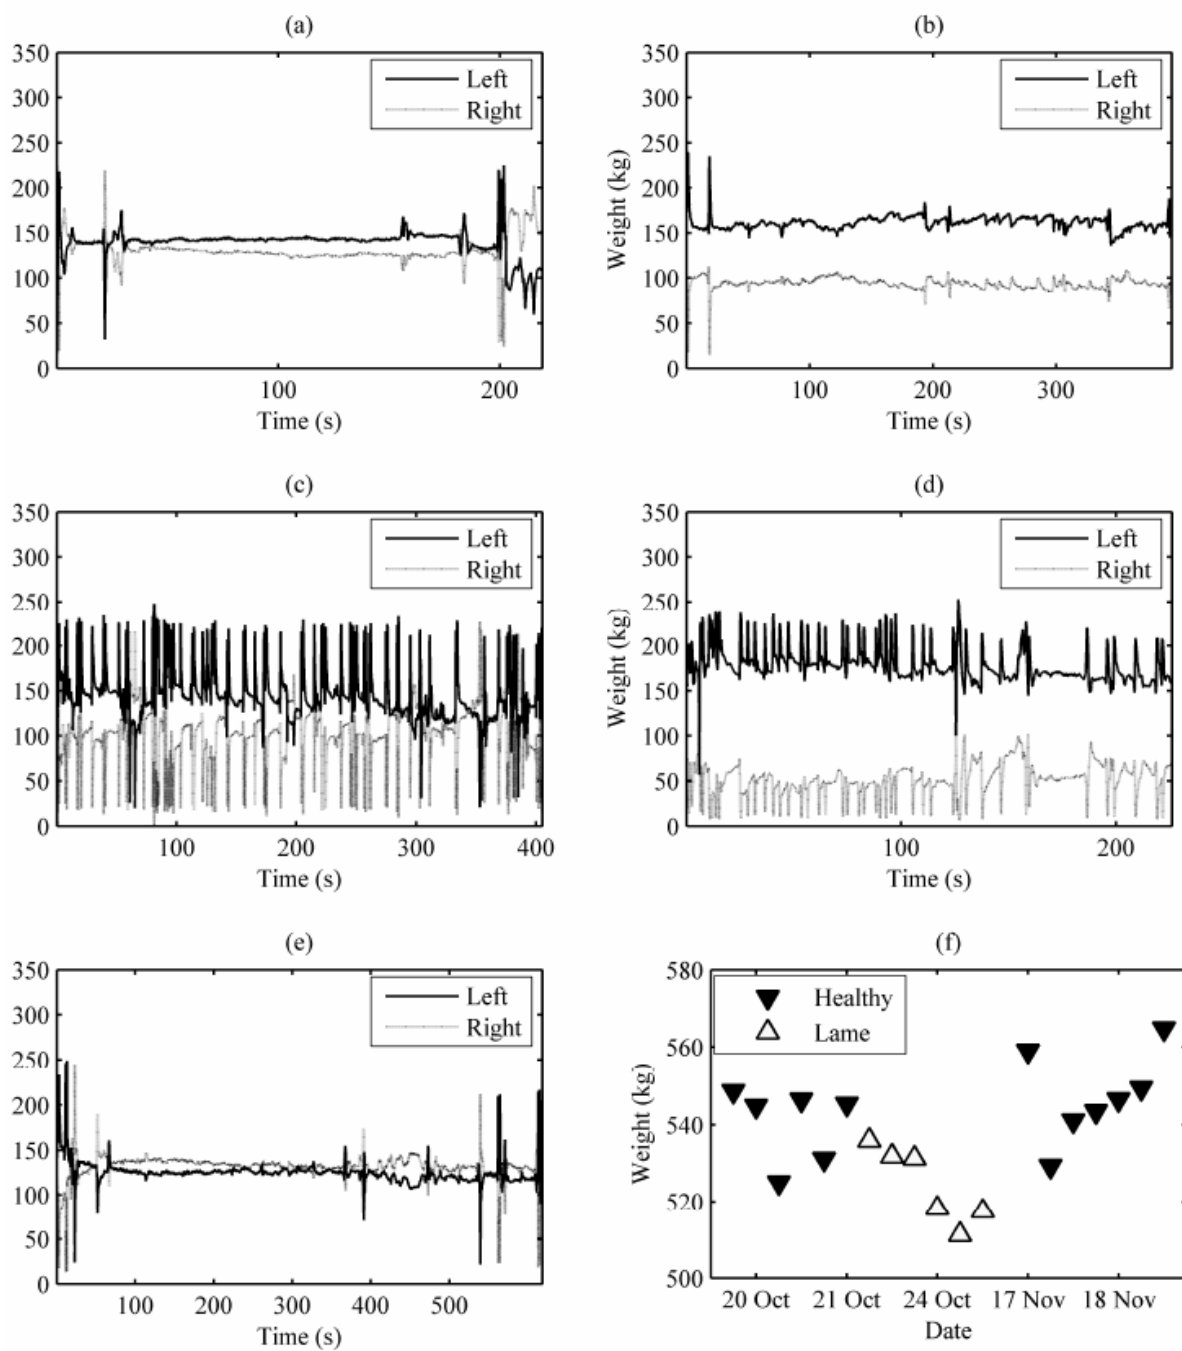 (a)
350
300
250
200
150
100
50
0
Left
Right
100
200
Time (s)
(b)
Weight (kg)
350
300
250
200
150
100
50
0
Left
Right
100
200
300
Time (s)
(c)
350
300
250
200
150
100
50
0
Left
Right
100
200
300
400
Time (s)
(d)
Weight (kg)
350
300
250
200
150
100
50
0
Left
Right
100
200
Time (s)
(e)
350
300
250
200
150
100
50
0
Left
Right
100
200
300
400
500
Time (s)
(f)
Weight (kg)
580
560
540
520
500
Healthy
Lame
20 Oct
21 Oct
24 Oct
17 Nov
18 Nov
Date